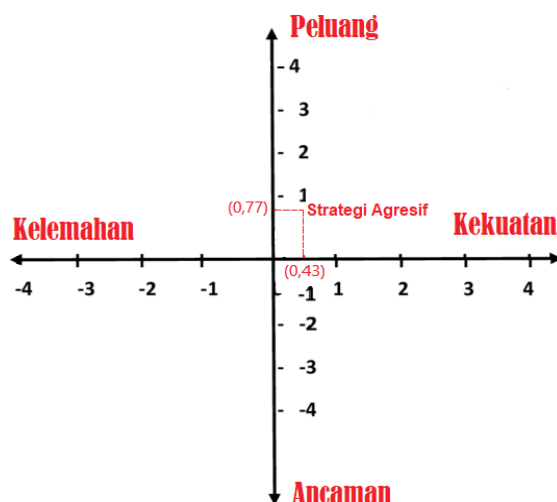 Peluang
4
3
2
1
(0,77) Strategi Agresif
Kelemahan Kekuatan
(0,43)
-4 -3 -2 -1 1 2 3 4
-1
-2
-3
-4
Ancaman